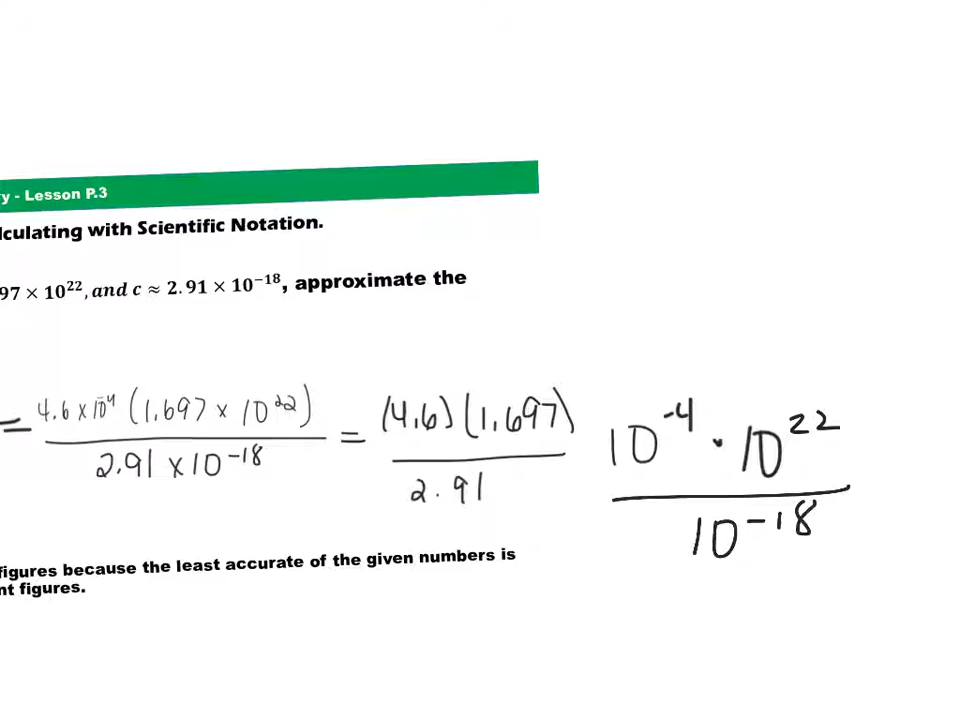 y - Lesson P.3
lculating with Scientific Notation.
97 × 10²², and c ≈ 2.91 × 10⁻¹⁸, approximate the
= 4.6 × 10⁻⁴ (1.697 × 10²²) / 2.91 × 10⁻¹⁸ = (4.6)(1.697) / 2.91 10⁻⁴ · 10²² / 10⁻¹⁸
figures because the least accurate of the given numbers is
nt figures.